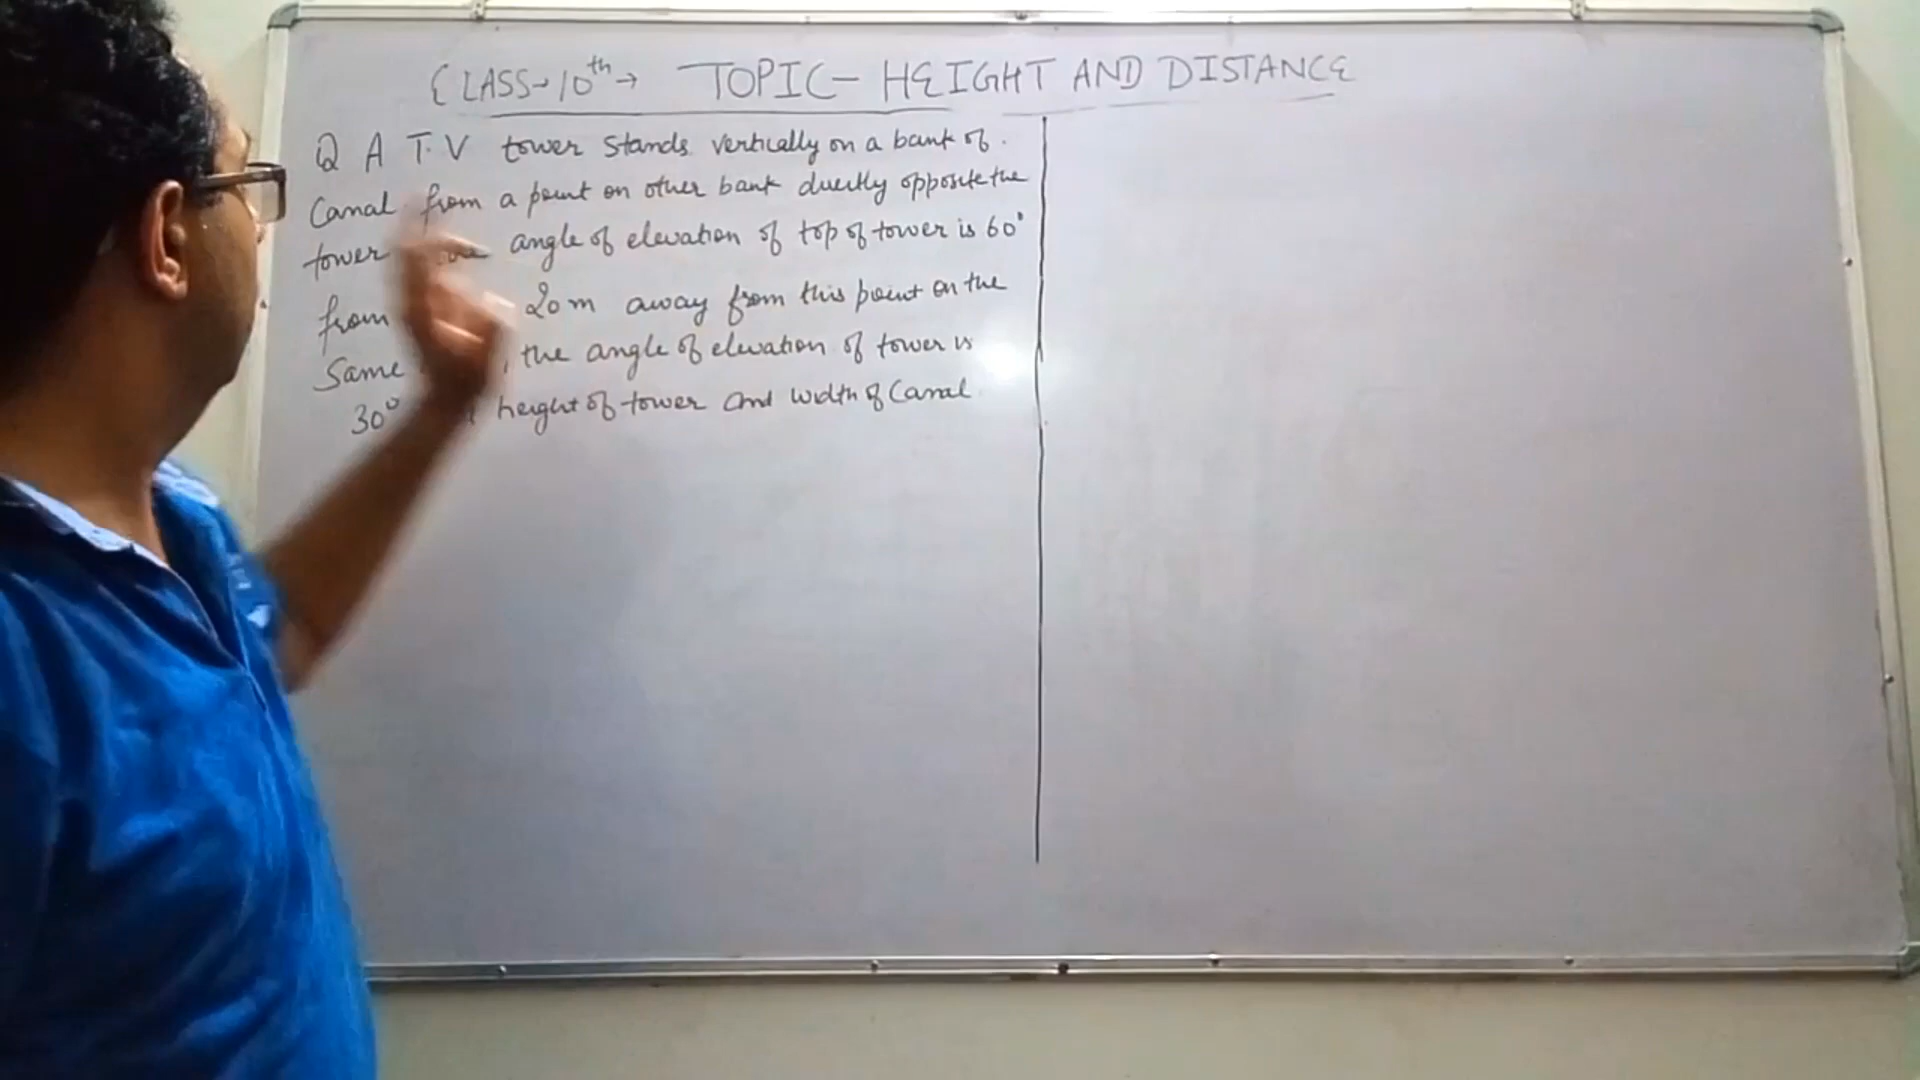 CLASS → 10th → TOPIC - HEIGHT AND DISTANCE
Q A T.V tower stands vertically on a bank of
Canal from a point on other bank directly opposite the
tower angle of elevation of top of tower is 60°
from 20 m away from this point on the
Same , the angle of elevation of tower is
30° height of tower and width of Canal